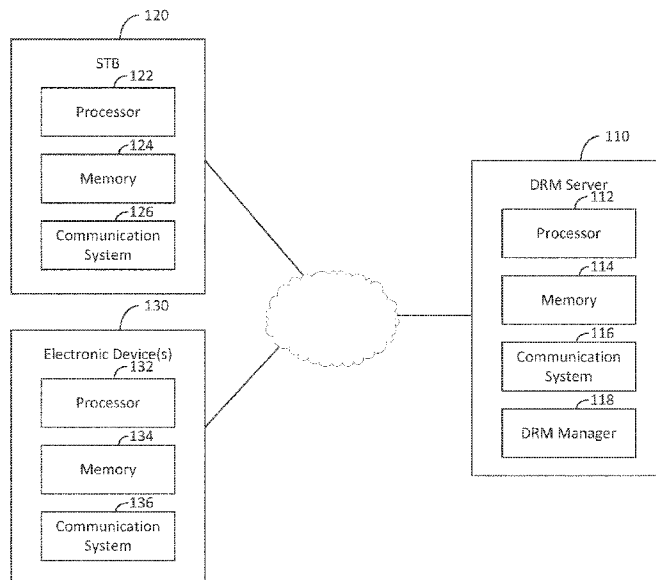 120
STB
122
Processor
124
Memory
126
Communication
System
130
Electronic Device(s)
132
Processor
134
Memory
136
Communication
System
110
DRM Server
112
Processor
114
Memory
116
Communication
System
118
DRM Manager